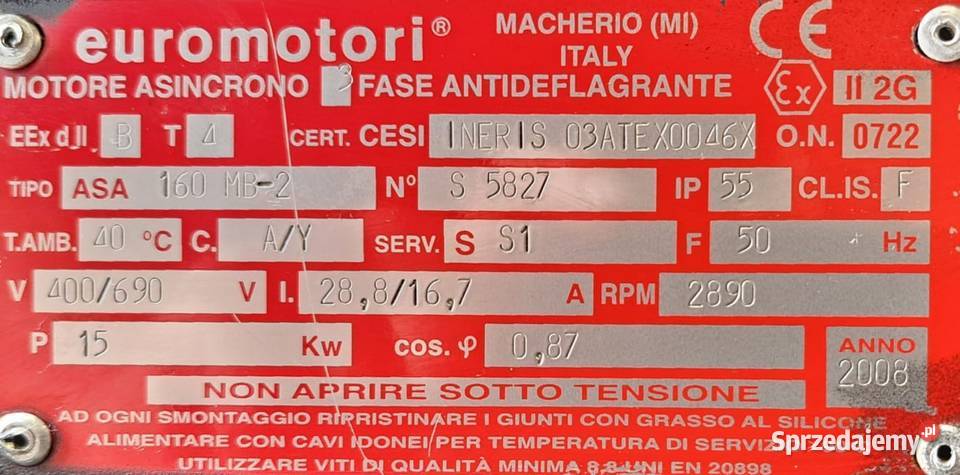 euromotori® MACHERIO (MI)
ITALY CE
MOTORE ASINCRONO 3 FASE ANTIDEFLAGRANTE Ex II 2G
EEx d II B T 4 CERT. CESI INERIS 03ATEX0046X O.N. 0722
TIPO ASA 160 MB-2 N° S 5827 IP 55 CL.IS. F
T.AMB. 40 °C C. A/Y SERV. S S1 F 50 Hz
V 400/690 V I. 28,8/16,7 A RPM 2890
P 15 Kw cos. φ 0,87 ANNO
2008
NON APRIRE SOTTO TENSIONE
AD OGNI SMONTAGGIO RIPRISTINARE I GIUNTI CON GRASSO AL SILICONE
ALIMENTARE CON CAVI IDONEI PER TEMPERATURA DI SERVIZIO
UTILIZZARE VITI DI QUALITÀ MINIMA 8,8 UNI EN 20898
Sprzedajemy.pl